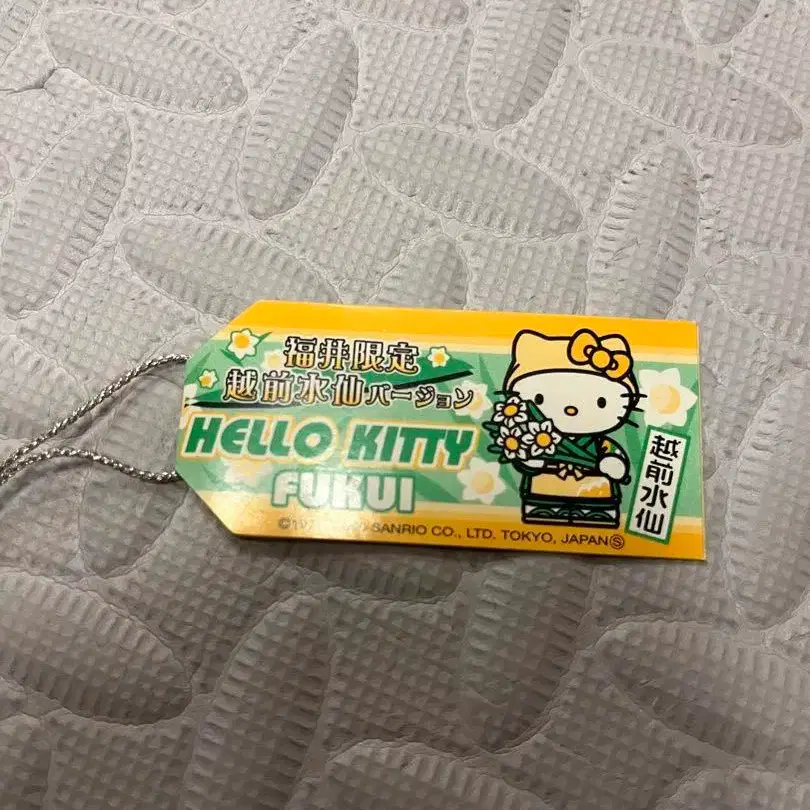 福井限定
越前水仙バージョン
HELLO KITTY
FUKUI
SANRIO CO., LTD. TOKYO, JAPAN Ⓢ
越前水仙